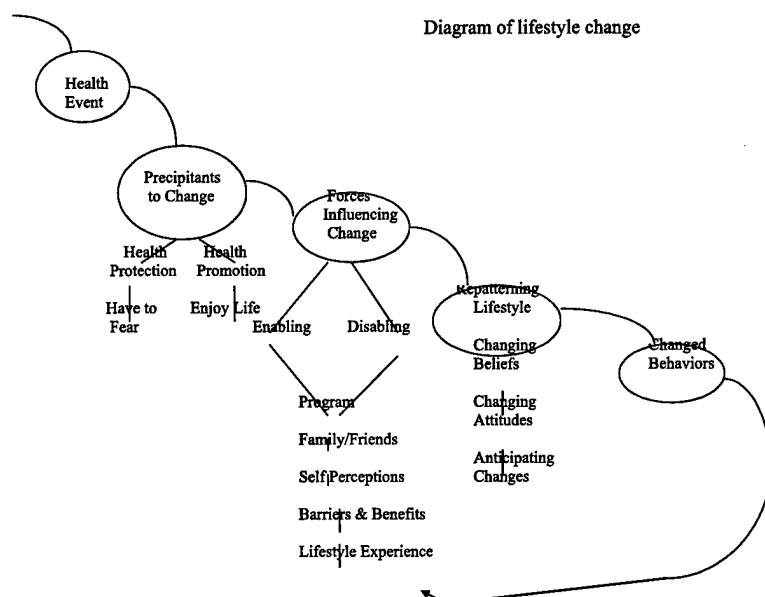 Diagram of lifestyle change
Health
Event
Precipitants
to Change
Health
Protection
Have to
Fear
Health
Promotion
Enjoy Life
Forces
Influencing
Change
Enabling
Disabling
Program
Family/Friends
Self Perceptions
Barriers & Benefits
Lifestyle Experience
Repatterning
Lifestyle
Changing
Beliefs
Changing
Attitudes
Anticipating
Changes
Changed
Behaviors